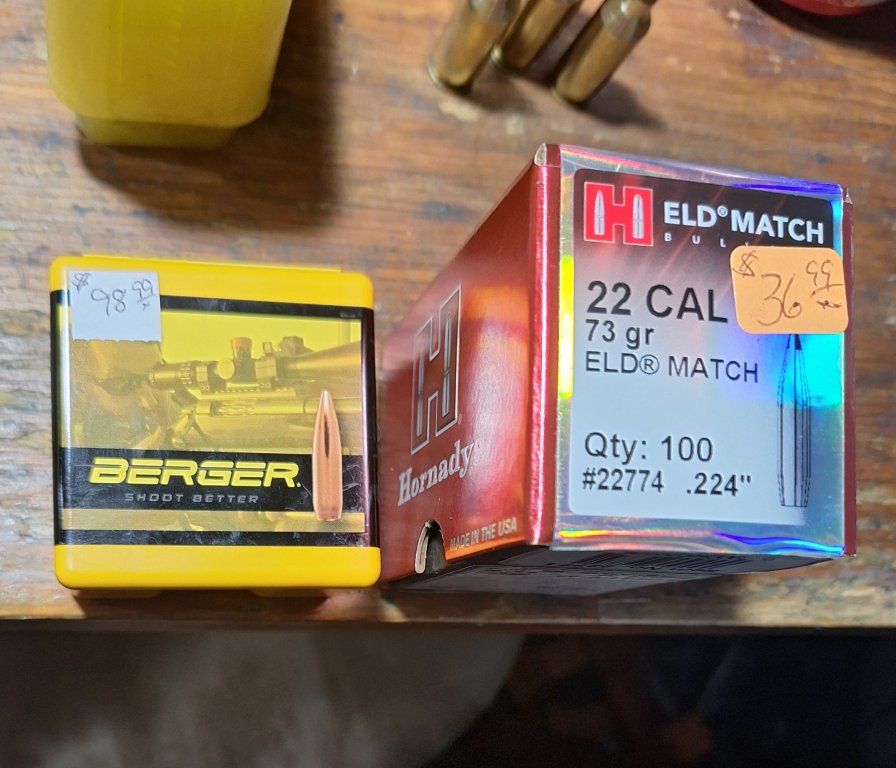 $98 99
BERGER.
SHOOT BETTER
H
Hornady
MADE IN THE USA
H
ELD® MATCH
$36 99
22 CAL
73 gr
ELD® MATCH
Qty: 100
#22774 .224"